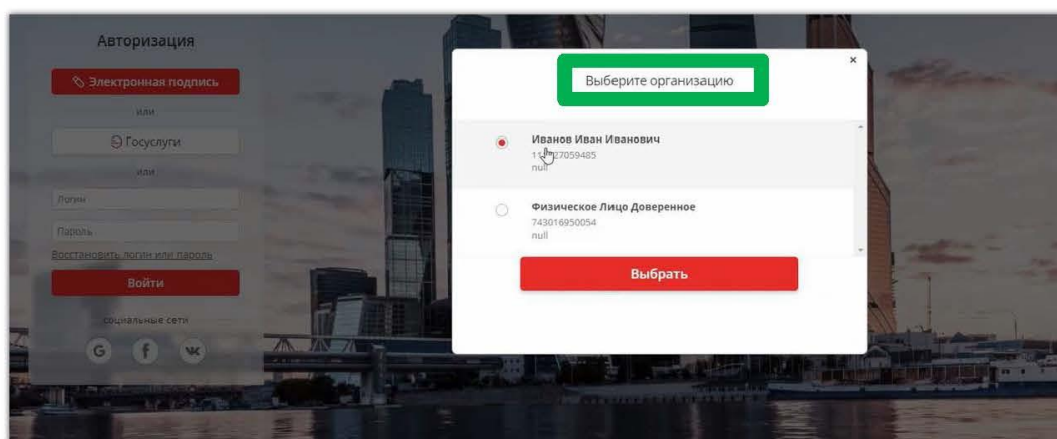 Авторизация
Электронная подпись
или
Госуслуги
или
Логин
Пароль
Восстановить логин или пароль
Войти
социальные сети
G f
Выберите организацию
×
Иванов Иван Иванович
null
Физическое Лицо Доверенное
743016950054
null
Выбрать